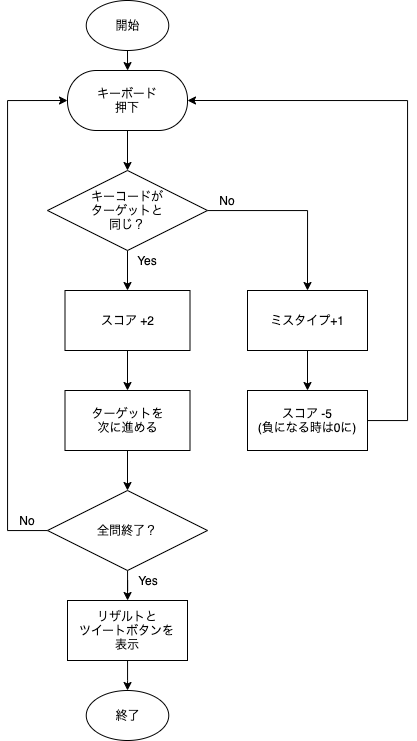 開始
キーボード
押下
キーコードが
ターゲットと
同じ？
No
Yes
スコア +2
ミスタイプ+1
ターゲットを
次に進める
スコア -5
(負になる時は0に)
全問終了？
No
Yes
リザルトと
ツイートボタンを
表示
終了